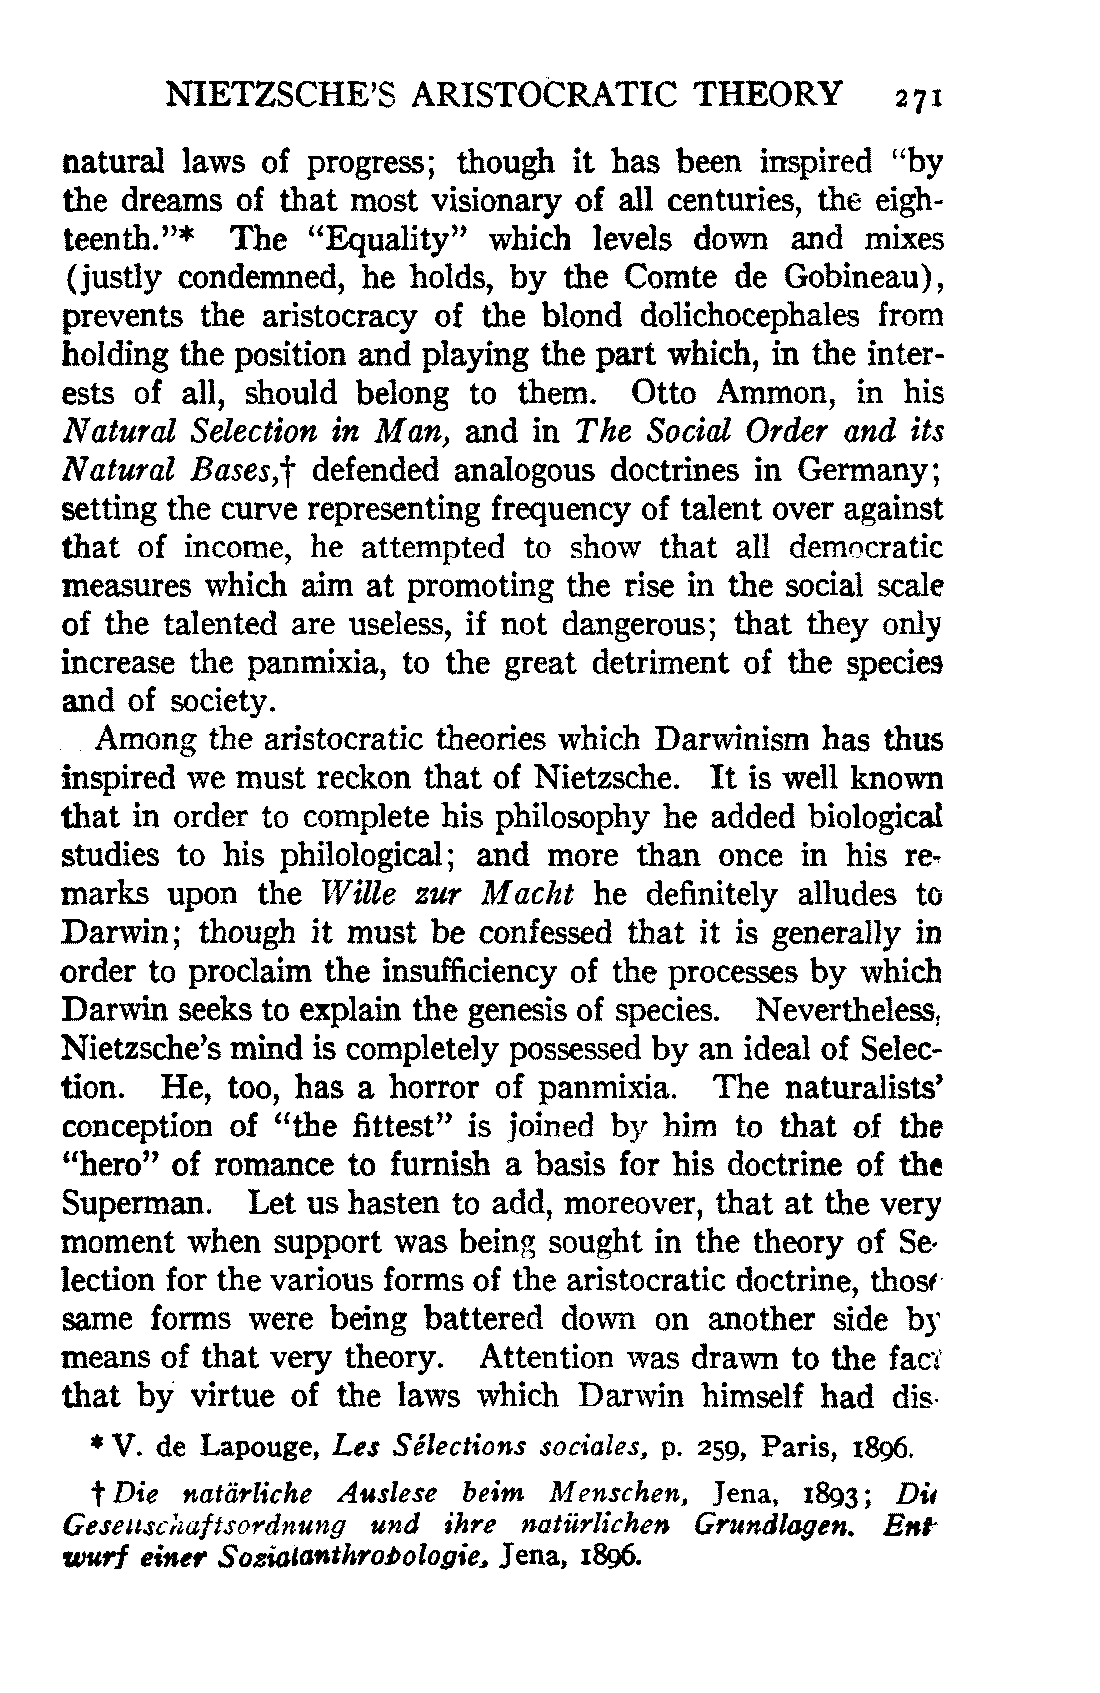 NIETZSCHE'S ARISTOCRATIC THEORY 271
natural laws of progress; though it has been inspired "by
the dreams of that most visionary of all centuries, the eigh-
teenth."* The "Equality" which levels down and mixes
(justly condemned, he holds, by the Comte de Gobineau),
prevents the aristocracy of the blond dolichocephales from
holding the position and playing the part which, in the inter-
ests of all, should belong to them. Otto Ammon, in his
Natural Selection in Man, and in The Social Order and its
Natural Bases,† defended analogous doctrines in Germany;
setting the curve representing frequency of talent over against
that of income, he attempted to show that all democratic
measures which aim at promoting the rise in the social scale
of the talented are useless, if not dangerous; that they only
increase the panmixia, to the great detriment of the species
and of society.
Among the aristocratic theories which Darwinism has thus
inspired we must reckon that of Nietzsche. It is well known
that in order to complete his philosophy he added biological
studies to his philological; and more than once in his re-
marks upon the Wille zur Macht he definitely alludes to
Darwin; though it must be confessed that it is generally in
order to proclaim the insufficiency of the processes by which
Darwin seeks to explain the genesis of species. Nevertheless,
Nietzsche's mind is completely possessed by an ideal of Selec-
tion. He, too, has a horror of panmixia. The naturalists'
conception of "the fittest" is joined by him to that of the
"hero" of romance to furnish a basis for his doctrine of the
Superman. Let us hasten to add, moreover, that at the very
moment when support was being sought in the theory of Se-
lection for the various forms of the aristocratic doctrine, those
same forms were being battered down on another side by
means of that very theory. Attention was drawn to the fact
that by virtue of the laws which Darwin himself had dis-
* V. de Lapouge, Les Sélections sociales, p. 259, Paris, 1896.
† Die natärliche Auslese beim Menschen, Jena, 1893; Die
Gesellschaftsordnung und ihre natürlichen Grundlagen. Ent-
wurf einer Sozialanthropologie, Jena, 1896.